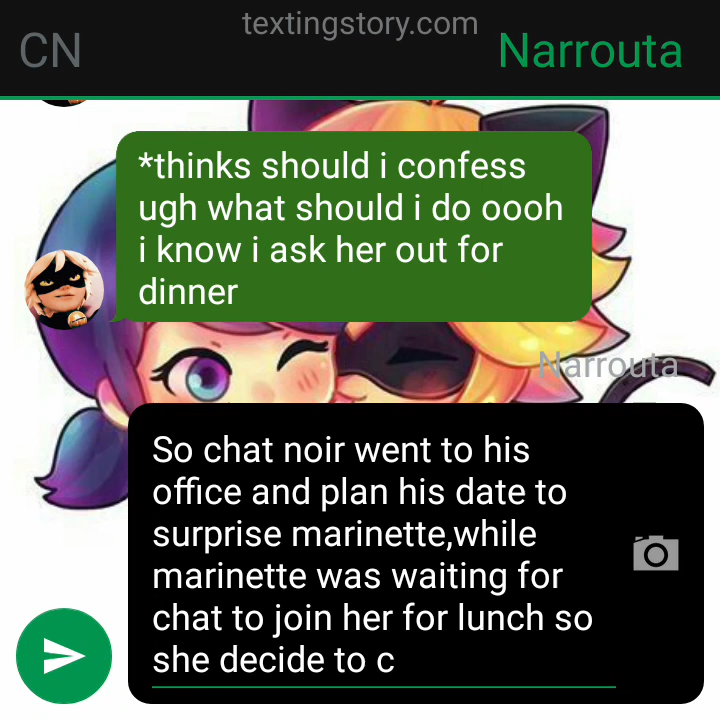 textingstory.com
CN
Narrouta
*thinks should i confess
ugh what should i do oooh
i know i ask her out for
dinner
Narrouta
So chat noir went to his
office and plan his date to
surprise marinette,while
marinette was waiting for
chat to join her for lunch so
she decide to c